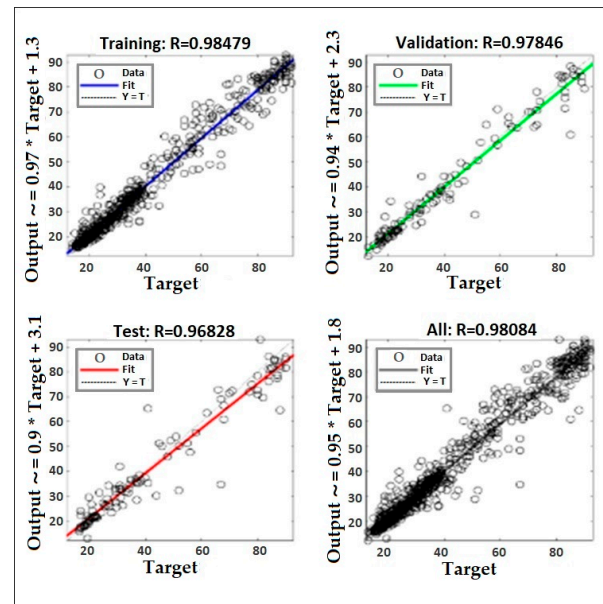 Training: R=0.98479
Output ~= 0.97 * Target + 1.3
90
80
70
60
50
40
30
20
Data
Fit
Y = T
20 40 60 80
Target
Validation: R=0.97846
Output ~= 0.94 * Target + 2.3
90
80
70
60
50
40
30
20
Data
Fit
Y = T
20 40 60 80
Target
Test: R=0.96828
Output ~= 0.9 * Target + 3.1
90
80
70
60
50
40
30
20
Data
Fit
Y = T
20 40 60 80
Target
All: R=0.98084
Output ~= 0.95 * Target + 1.8
90
80
70
60
50
40
30
20
Data
Fit
Y = T
20 40 60 80
Target